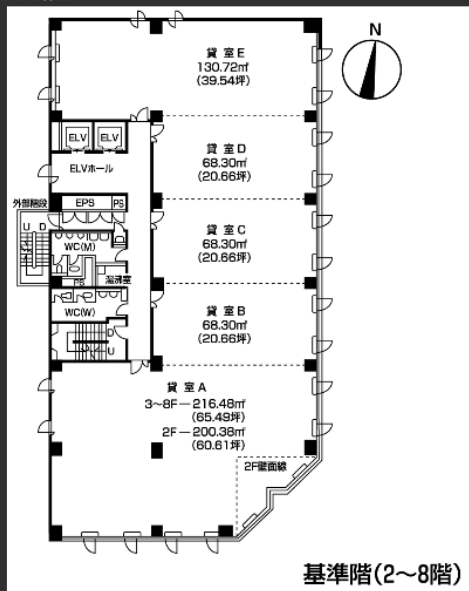 N
貸 室 E
130.72㎡
(39.54坪)
ELV
ELV
貸 室 D
68.30㎡
(20.66坪)
ELVホール
外部階段
EPS
PS
U D
WC(M)
貸 室 C
68.30㎡
(20.66坪)
湯沸室
PS
WC(W)
貸 室 B
68.30㎡
(20.66坪)
D
U
貸 室 A
3~8F―216.48㎡
(65.49坪)
2F―200.38㎡
(60.61坪)
2F壁面線
基準階(2~8階)